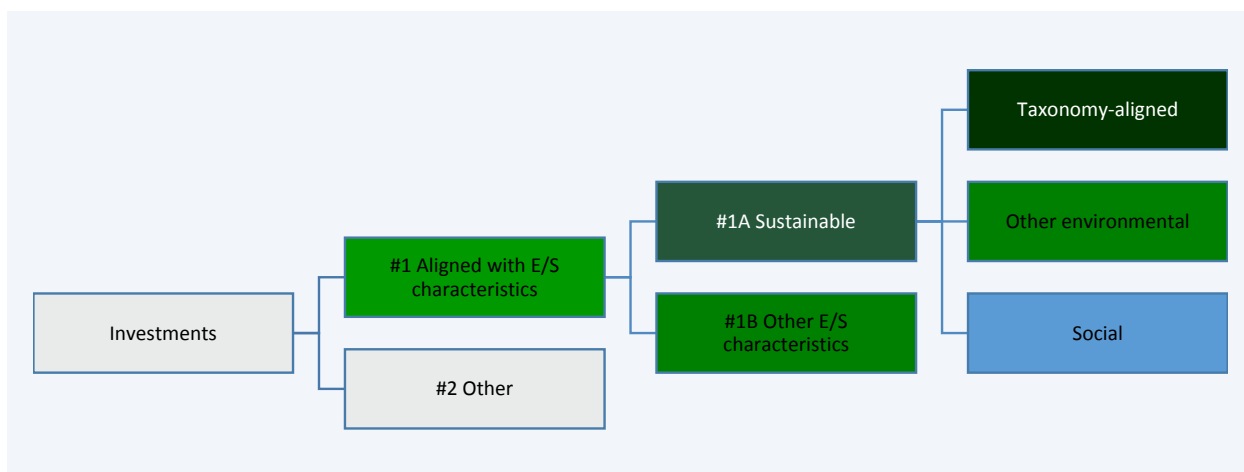 Investments
#1 Aligned with E/S
characteristics
#2 Other
#1A Sustainable
#1B Other E/S
characteristics
Taxonomy-aligned
Other environmental
Social